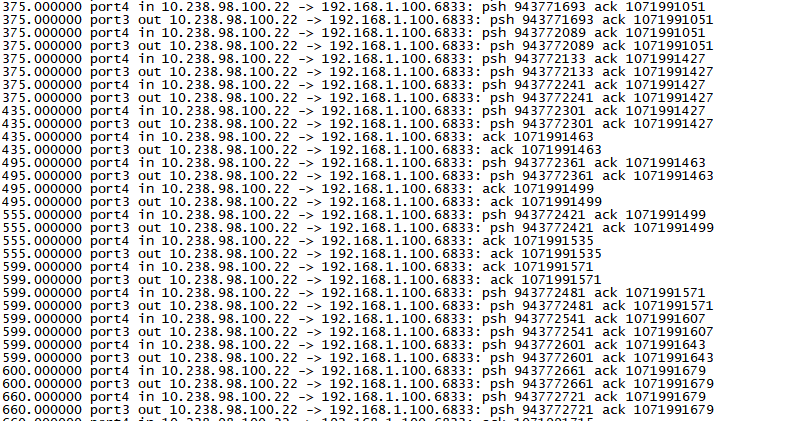 375.000000 port4 in 10.238.98.100.22 -> 192.168.1.100.6833: psh 943771693 ack 1071991051
375.000000 port3 out 10.238.98.100.22 -> 192.168.1.100.6833: psh 943771693 ack 1071991051
375.000000 port4 in 10.238.98.100.22 -> 192.168.1.100.6833: psh 943772089 ack 1071991051
375.000000 port3 out 10.238.98.100.22 -> 192.168.1.100.6833: psh 943772089 ack 1071991051
375.000000 port4 in 10.238.98.100.22 -> 192.168.1.100.6833: psh 943772133 ack 1071991427
375.000000 port3 out 10.238.98.100.22 -> 192.168.1.100.6833: psh 943772133 ack 1071991427
375.000000 port4 in 10.238.98.100.22 -> 192.168.1.100.6833: psh 943772241 ack 1071991427
375.000000 port3 out 10.238.98.100.22 -> 192.168.1.100.6833: psh 943772241 ack 1071991427
435.000000 port4 in 10.238.98.100.22 -> 192.168.1.100.6833: psh 943772301 ack 1071991427
435.000000 port3 out 10.238.98.100.22 -> 192.168.1.100.6833: psh 943772301 ack 1071991427
435.000000 port4 in 10.238.98.100.22 -> 192.168.1.100.6833: ack 1071991463
435.000000 port3 out 10.238.98.100.22 -> 192.168.1.100.6833: ack 1071991463
495.000000 port4 in 10.238.98.100.22 -> 192.168.1.100.6833: psh 943772361 ack 1071991463
495.000000 port3 out 10.238.98.100.22 -> 192.168.1.100.6833: psh 943772361 ack 1071991463
495.000000 port4 in 10.238.98.100.22 -> 192.168.1.100.6833: ack 1071991499
495.000000 port3 out 10.238.98.100.22 -> 192.168.1.100.6833: ack 1071991499
555.000000 port4 in 10.238.98.100.22 -> 192.168.1.100.6833: psh 943772421 ack 1071991499
555.000000 port3 out 10.238.98.100.22 -> 192.168.1.100.6833: psh 943772421 ack 1071991499
555.000000 port4 in 10.238.98.100.22 -> 192.168.1.100.6833: ack 1071991535
555.000000 port3 out 10.238.98.100.22 -> 192.168.1.100.6833: ack 1071991535
599.000000 port4 in 10.238.98.100.22 -> 192.168.1.100.6833: ack 1071991571
599.000000 port3 out 10.238.98.100.22 -> 192.168.1.100.6833: ack 1071991571
599.000000 port4 in 10.238.98.100.22 -> 192.168.1.100.6833: psh 943772481 ack 1071991571
599.000000 port3 out 10.238.98.100.22 -> 192.168.1.100.6833: psh 943772481 ack 1071991571
599.000000 port4 in 10.238.98.100.22 -> 192.168.1.100.6833: psh 943772541 ack 1071991607
599.000000 port3 out 10.238.98.100.22 -> 192.168.1.100.6833: psh 943772541 ack 1071991607
599.000000 port4 in 10.238.98.100.22 -> 192.168.1.100.6833: psh 943772601 ack 1071991643
599.000000 port3 out 10.238.98.100.22 -> 192.168.1.100.6833: psh 943772601 ack 1071991643
600.000000 port4 in 10.238.98.100.22 -> 192.168.1.100.6833: psh 943772661 ack 1071991679
600.000000 port3 out 10.238.98.100.22 -> 192.168.1.100.6833: psh 943772661 ack 1071991679
660.000000 port4 in 10.238.98.100.22 -> 192.168.1.100.6833: psh 943772721 ack 1071991679
660.000000 port3 out 10.238.98.100.22 -> 192.168.1.100.6833: psh 943772721 ack 1071991679